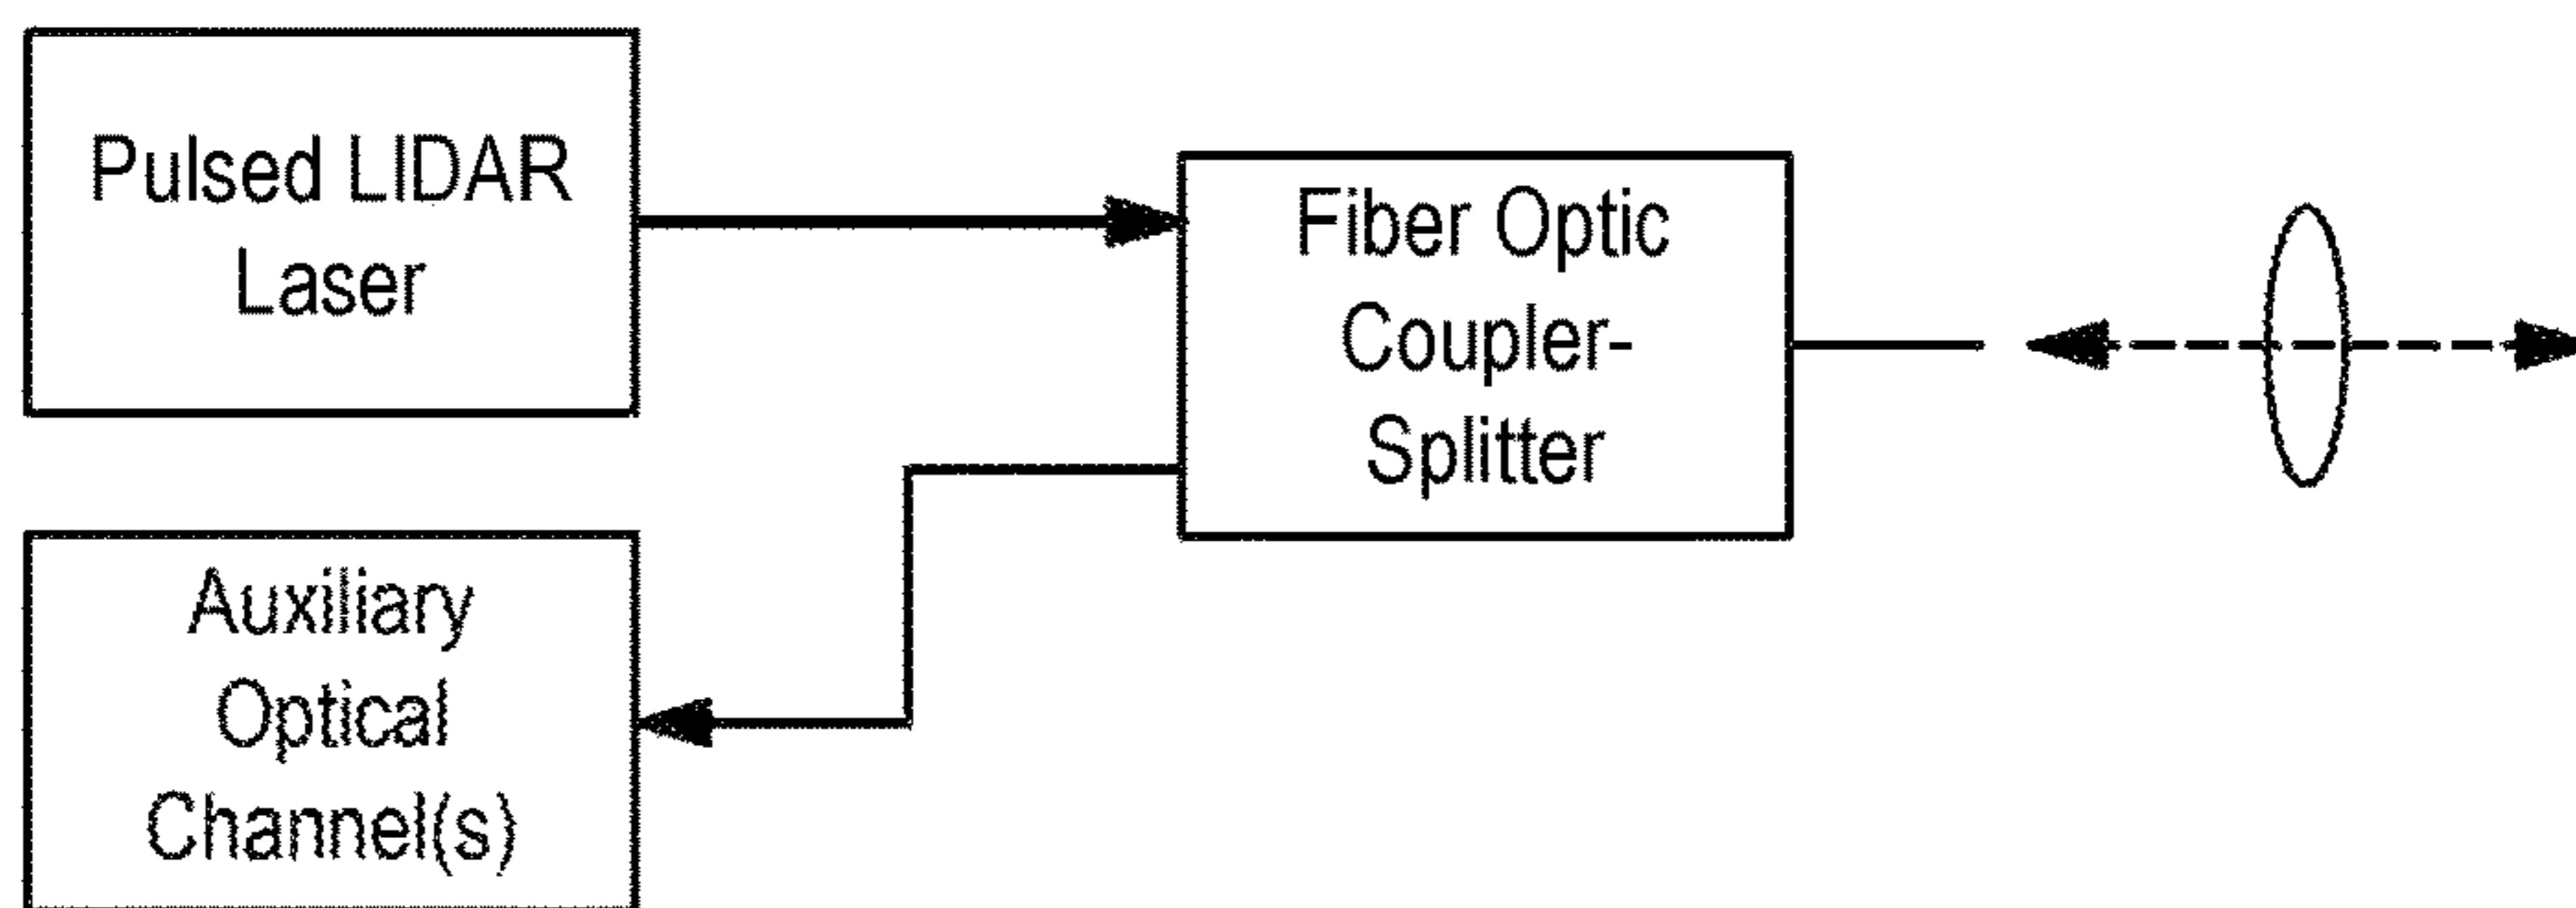 Pulsed LIDAR
Laser
Fiber Optic
Coupler-
Splitter
Auxiliary
Optical
Channel(s)